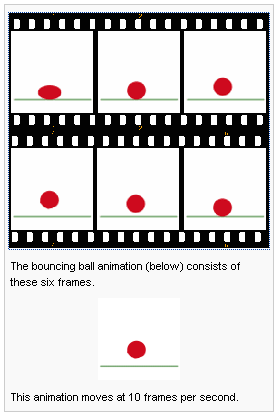 The bouncing ball animation (below) consists of
these six frames.
This animation moves at 10 frames per second.